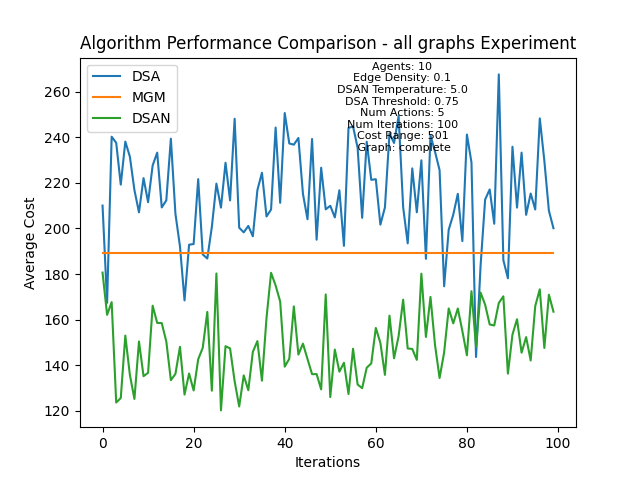 Algorithm Performance Comparison - all graphs Experiment
DSA
MGM
DSAN
Agents: 10
Edge Density: 0.1
DSAN Temperature: 5.0
DSA Threshold: 0.75
Num Actions: 5
Num Iterations: 100
Cost Range: 501
Graph: complete
Average Cost
260
240
220
200
180
160
140
120
0
20
40
60
80
100
Iterations